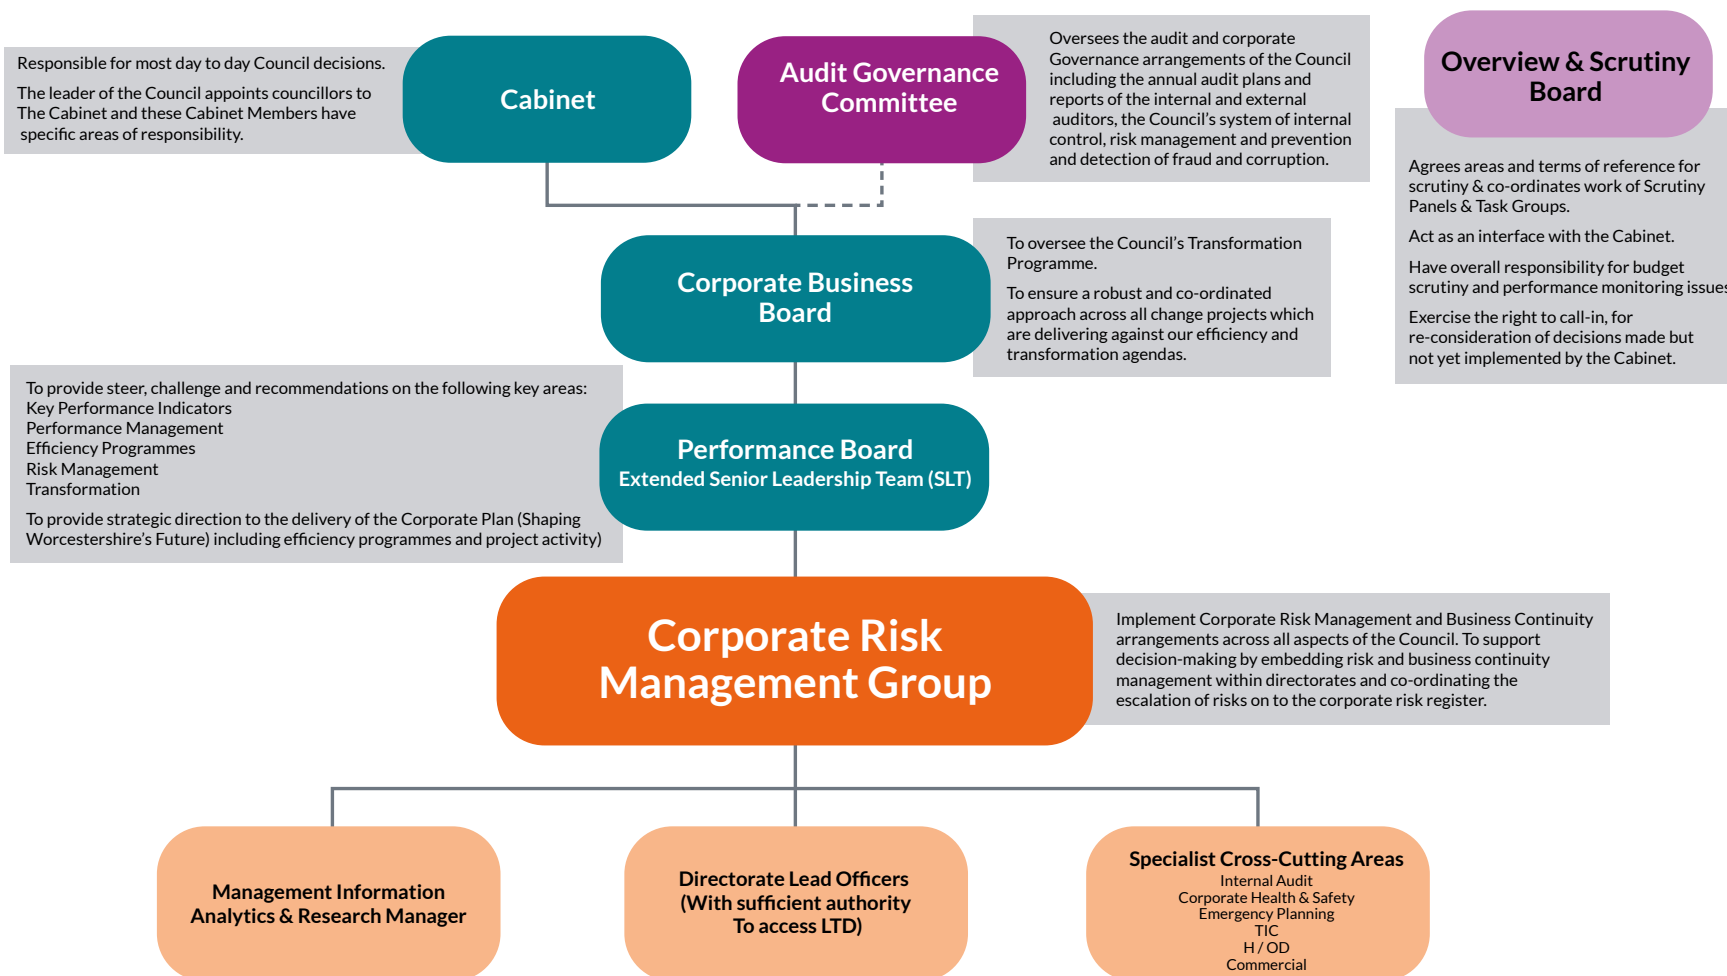 Responsible for most day to day Council decisions.
The leader of the Council appoints councillors to
The Cabinet and these Cabinet Members have
specific areas of responsibility.
Cabinet
Audit Governance
Committee
Oversees the audit and corporate
Governance arrangements of the Council
including the annual audit plans and
reports of the internal and external
auditors, the Council’s system of internal
control, risk management and prevention
and detection of fraud and corruption.
Overview & Scrutiny
Board
Agrees areas and terms of reference for
scrutiny & co-ordinates work of Scrutiny
Panels & Task Groups.
Act as an interface with the Cabinet.
Have overall responsibility for budget
scrutiny and performance monitoring issues
Exercise the right to call-in, for
re-consideration of decisions made but
not yet implemented by the Cabinet.
Corporate Business
Board
To oversee the Council’s Transformation
Programme.
To ensure a robust and co-ordinated
approach across all change projects which
are delivering against our efficiency and
transformation agendas.
To provide steer, challenge and recommendations on the following key areas:
Key Performance Indicators
Performance Management
Efficiency Programmes
Risk Management
Transformation
To provide strategic direction to the delivery of the Corporate Plan (Shaping
Worcestershire’s Future) including efficiency programmes and project activity)
Performance Board
Extended Senior Leadership Team (SLT)
Corporate Risk
Management Group
Implement Corporate Risk Management and Business Continuity
arrangements across all aspects of the Council. To support
decision-making by embedding risk and business continuity
management within directorates and co-ordinating the
escalation of risks on to the corporate risk register.
Management Information
Analytics & Research Manager
Directorate Lead Officers
(With sufficient authority
To access LTD)
Specialist Cross-Cutting Areas
Internal Audit
Corporate Health & Safety
Emergency Planning
TIC
H / OD
Commercial